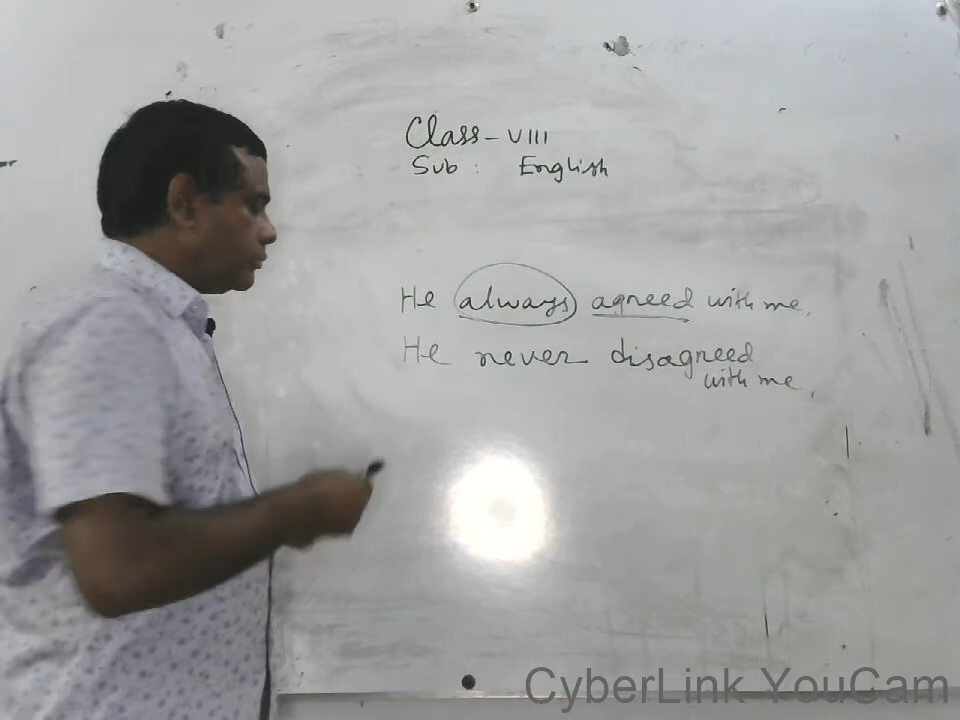 Class - VIII
Sub : English
He always agreed with me.
He never disagreed
with me.
CyberLink YouCam